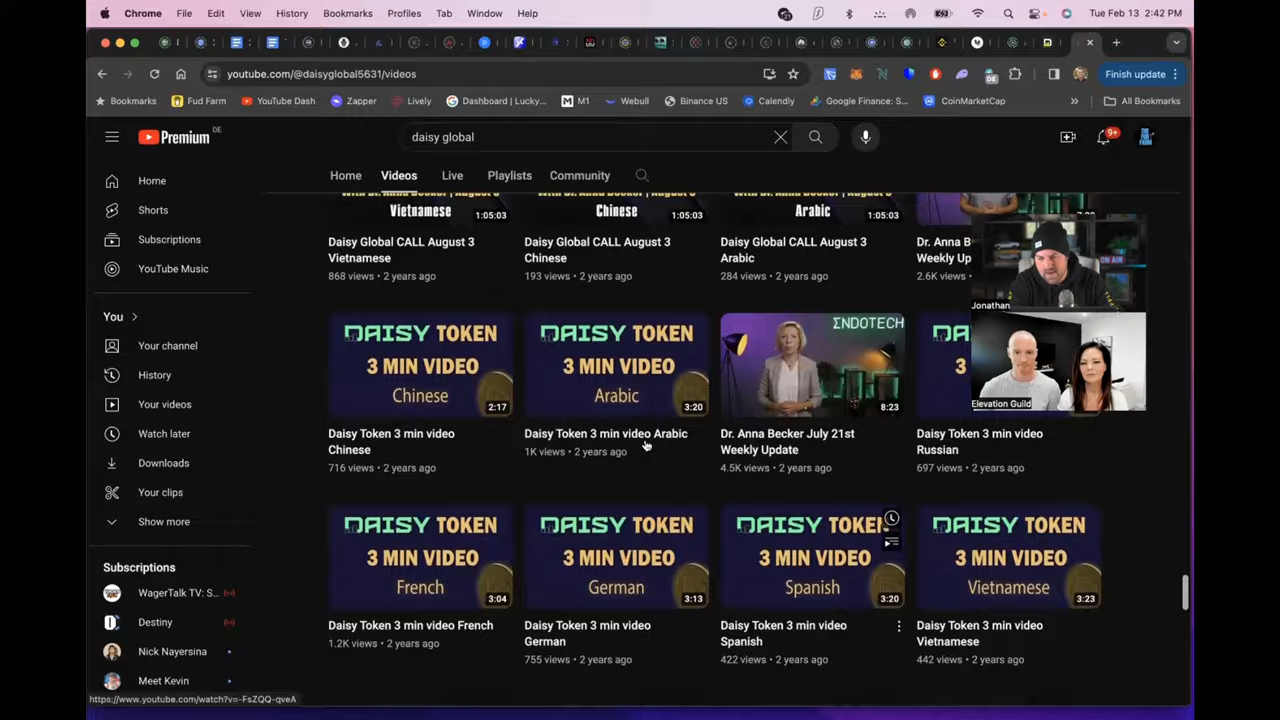 Chrome File Edit View History Bookmarks Profiles Tab Window Help Tue Feb 13 2:42 PM
youtube.com/@daisyglobal5631/videos Finish update
Bookmarks Fud Farm YouTube Dash Zapper Lively Dashboard | Lucky... M1 Webull Binance US Calendly Google Finance: S... CoinMarketCap » All Bookmarks
Premium DE
daisy global
9+
Home Videos Live Playlists Community
Home
Shorts
Subscriptions
YouTube Music
You
Your channel
History
Your videos
Watch later
Downloads
Your clips
Show more
Subscriptions
WagerTalk TV: S...
Destiny
Nick Nayersina
Meet Kevin
Vietnamese
1:05:03
Chinese
1:05:03
Arabic
1:05:03
Daisy Global CALL August 3
Vietnamese
868 views • 2 years ago
Daisy Global CALL August 3
Chinese
193 views • 2 years ago
Daisy Global CALL August 3
Arabic
284 views • 2 years ago
Dr. Anna B
Weekly Up
2.6K
ON AIR
Jonathan
Elevation Guild
DAISY TOKEN
3 MIN VIDEO
Chinese
2:17
Daisy Token 3 min video
Chinese
716 views • 2 years ago
DAISY TOKEN
3 MIN VIDEO
Arabic
3:20
Daisy Token 3 min video Arabic
1K views • 2 years ago
ENDOTECH
8:23
Dr. Anna Becker July 21st
Weekly Update
4.5K views • 2 years ago
Daisy Token 3 min video
Russian
697 views • 2 years ago
DAISY TOKEN
3 MIN VIDEO
French
3:04
Daisy Token 3 min video French
1.2K views • 2 years ago
DAISY TOKEN
3 MIN VIDEO
German
3:13
Daisy Token 3 min video
German
755 views • 2 years ago
DAISY TOKEN
3 MIN VIDEO
Spanish
3:20
Daisy Token 3 min video
Spanish
422 views • 2 years ago
DAISY TOKEN
3 MIN VIDEO
Vietnamese
3:23
Daisy Token 3 min video
Vietnamese
442 views • 2 years ago
https://www.youtube.com/watch?v=-FsZQQ-qveA